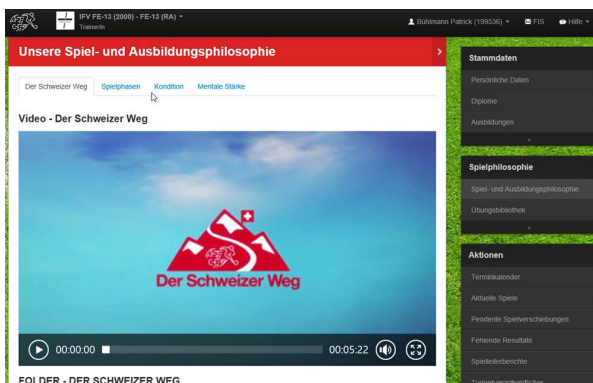 IFV FE-13 (2000) - FE-13 (RA)
Trainer/in
Bühlmann Patrick (199536)
FIS
Hilfe
Unsere Spiel- und Ausbildungsphilosophie
Der Schweizer Weg
Spielphasen
Kondition
Mentale Stärke
Video - Der Schweizer Weg
Der Schweizer Weg
00:00:00
00:05:22
FOLDER - DER SCHWEIZER WEG
Stammdaten
Persönliche Daten
Diplome
Ausbildungen
Spielphilosophie
Spiel- und Ausbildungsphilosophie
Übungsbibliothek
Aktionen
Terminkalender
Aktuelle Spiele
Pendente Spielverschiebungen
Fehlende Resultate
Spielleiterberichte
Turnierverantwortlicher